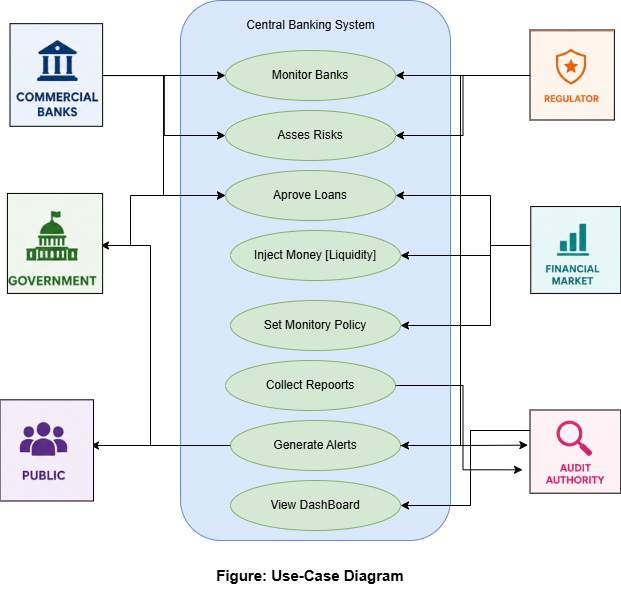 Central Banking System
COMMERCIAL
BANKS
Monitor Banks
REGULATOR
Asses Risks
Aprove Loans
GOVERNMENT
Inject Money [Liquidity]
FINANCIAL
MARKET
Set Monitory Policy
Collect Repoorts
PUBLIC
Generate Alerts
AUDIT
AUTHORITY
View DashBoard
Figure: Use-Case Diagram